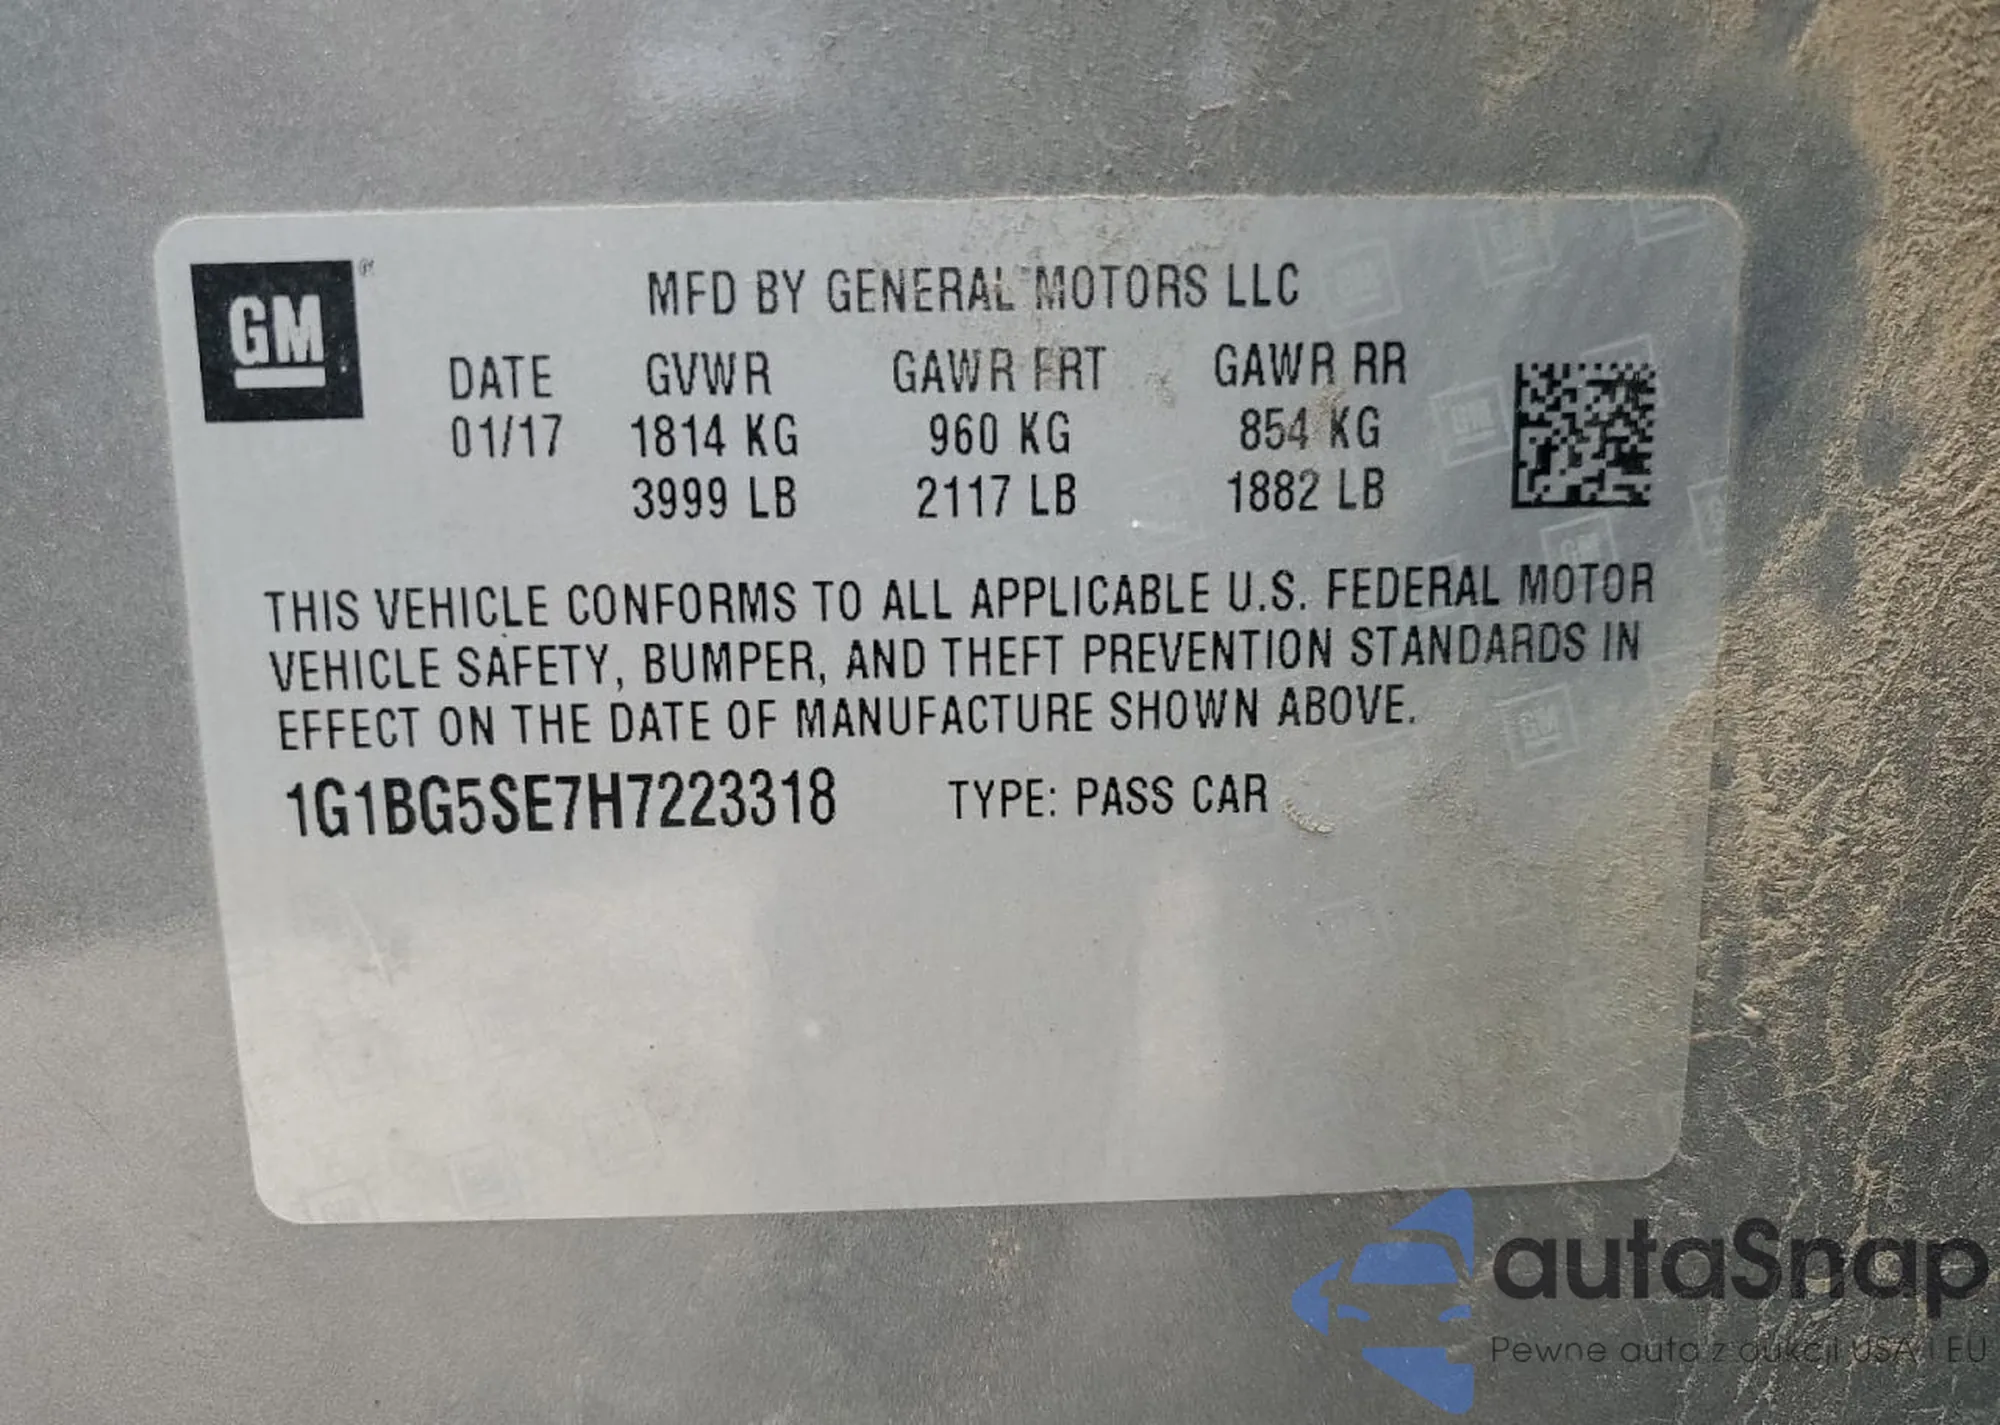 GM
MFD BY GENERAL MOTORS LLC
DATE GVWR GAWR FRT GAWR RR
01/17 1814 KG 960 KG 854 KG
3999 LB 2117 LB 1882 LB
THIS VEHICLE CONFORMS TO ALL APPLICABLE U.S. FEDERAL MOTOR
VEHICLE SAFETY, BUMPER, AND THEFT PREVENTION STANDARDS IN
EFFECT ON THE DATE OF MANUFACTURE SHOWN ABOVE.
1G1BG5SE7H7223318 TYPE: PASS CAR
autaSnap
Pewne auta z aukcji USA i EU